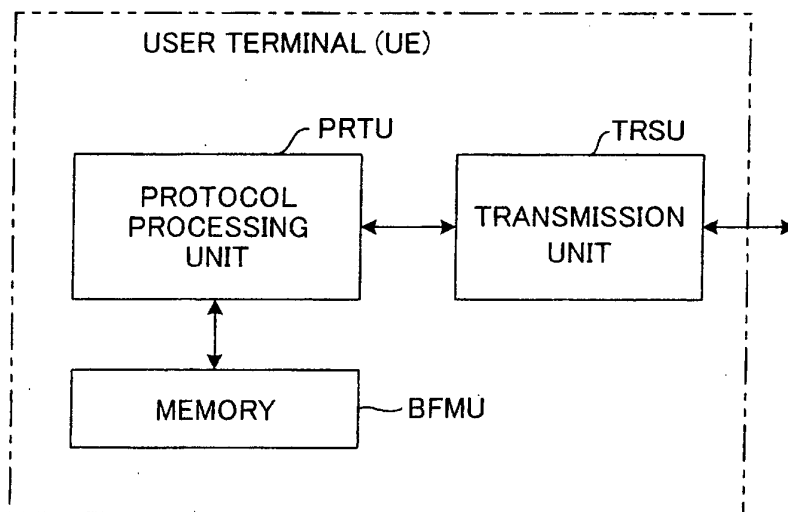 USER TERMINAL (UE)
PRTU
TRSU
PROTOCOL
PROCESSING
UNIT
TRANSMISSION
UNIT
MEMORY
BFMU